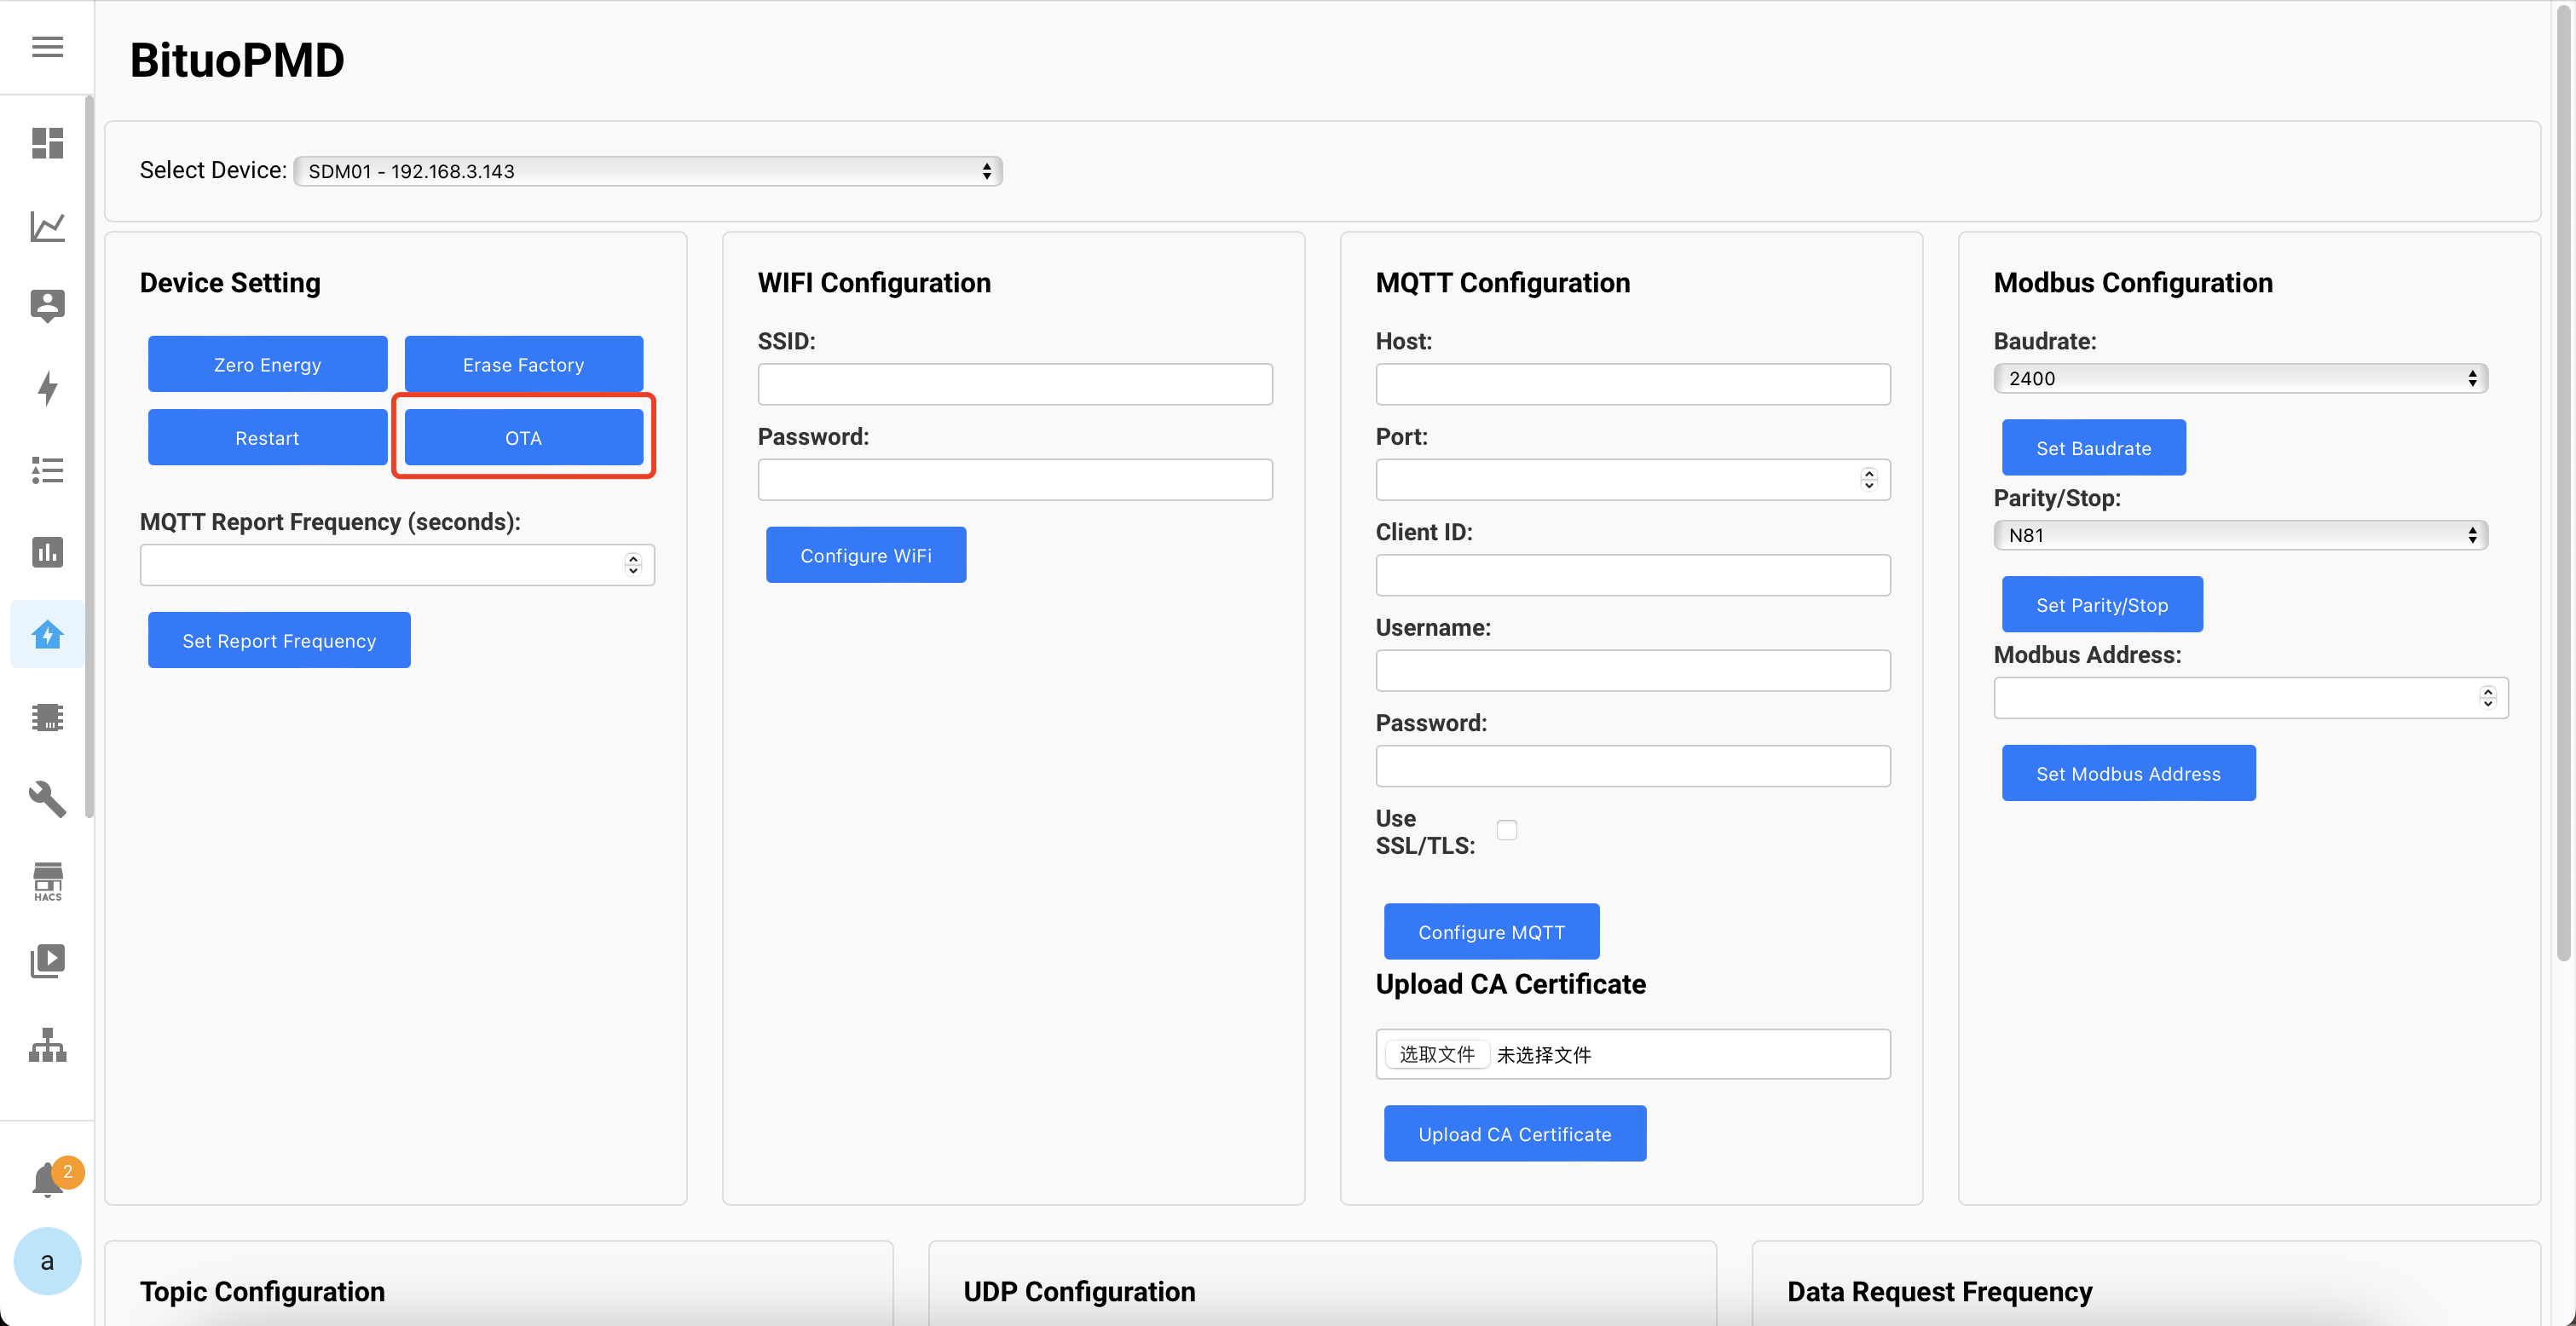 BituoPMD
Select Device: SDM01 - 192.168.3.143
Device Setting
Zero Energy
Erase Factory
Restart
OTA
MQTT Report Frequency (seconds):
Set Report Frequency
WIFI Configuration
SSID:
Password:
Configure WiFi
MQTT Configuration
Host:
Port:
Client ID:
Username:
Password:
Use
SSL/TLS:
Configure MQTT
Upload CA Certificate
选取文件 未选择文件
Upload CA Certificate
Modbus Configuration
Baudrate:
2400
Set Baudrate
Parity/Stop:
N81
Set Parity/Stop
Modbus Address:
Set Modbus Address
HACS
2
a
Topic Configuration
UDP Configuration
Data Request Frequency